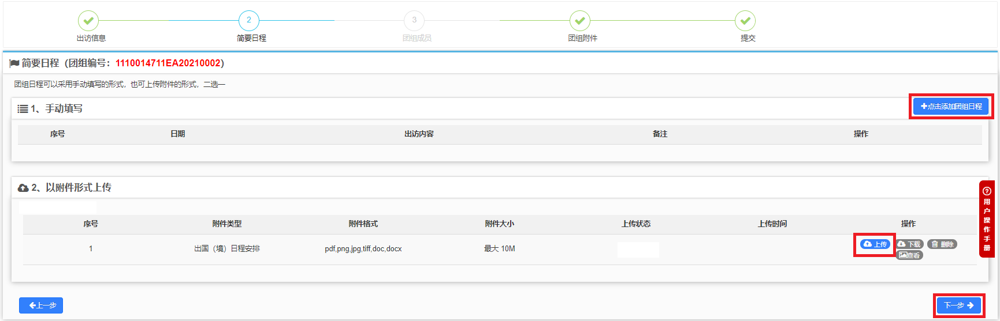 2
3
出访信息
简要日程
团组成员
团组附件
提交
简要日程（团组编号：1110014711EA20210002）
团组日程可以采用手动填写的形式，也可上传附件的形式，二选一
1、手动填写
点击添加团组日程
序号 日期 出访内容 备注 操作
2、以附件形式上传
序号 附件类型 附件格式 附件大小 上传状态 上传时间 操作
1 出国（境）日程安排 pdf,png,jpg,tiff,doc,docx 最大 10M 上传 下载 删除
查看
用户操作手册
上一步
下一步